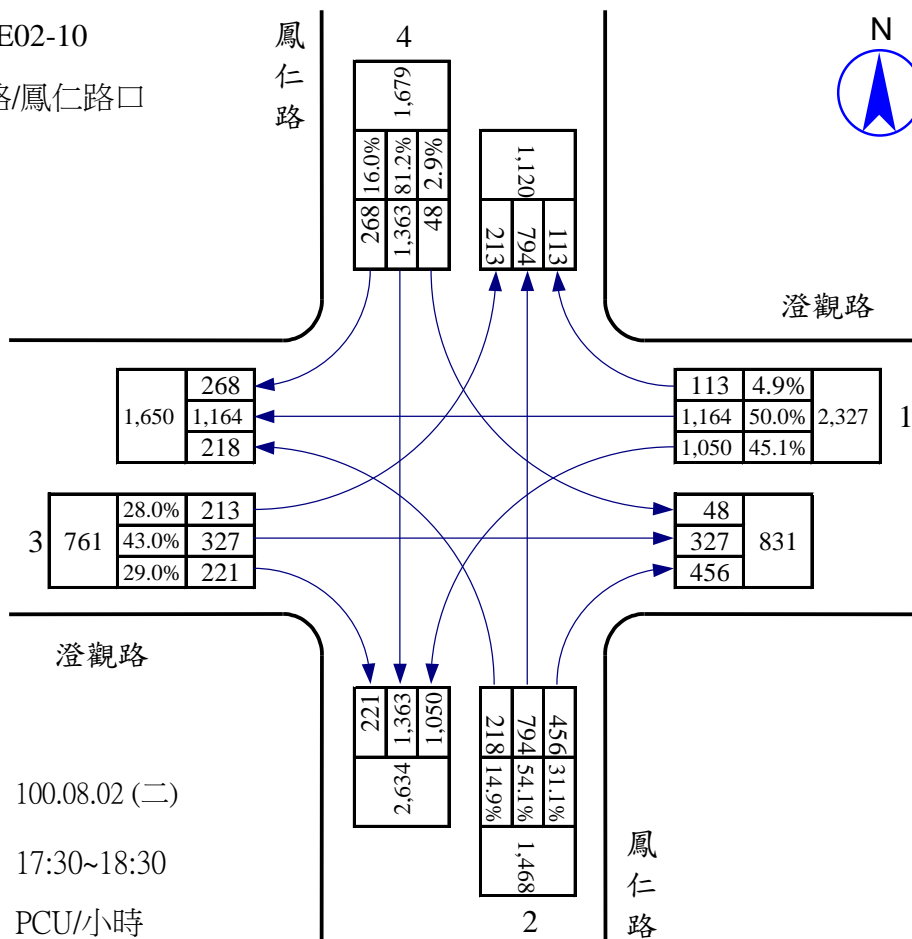 E02-10
路/鳳仁路口
鳳仁路
4
N
1,679
16.0% 81.2% 2.9%
268 1,363 48
1,120
213 794 113
澄觀路
1,650
268
1,164
218
113 4.9%
1,164 50.0% 2,327
1,050 45.1%
1
3
761
28.0% 213
43.0% 327
29.0% 221
48
327
456
831
澄觀路
221 1,363 1,050
2,634
218 794 456
14.9% 54.1% 31.1%
1,468
2
鳳仁路
100.08.02 (二)
17:30~18:30
PCU/小時